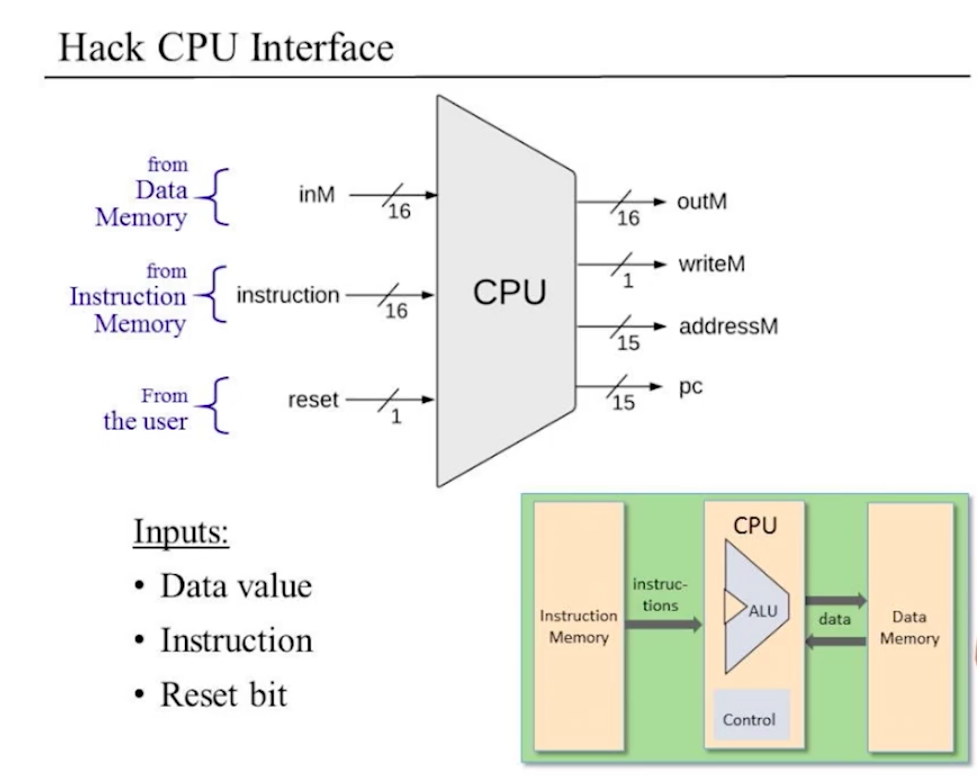 Hack CPU Interface
from
Data
Memory
inM
16
from
Instruction
Memory
instruction
16
From
the user
reset
1
CPU
16
outM
1
writeM
15
addressM
15
pc
Inputs:
• Data value
• Instruction
• Reset bit
Instruction
Memory
instruc-
tions
CPU
ALU
Control
data
Data
Memory